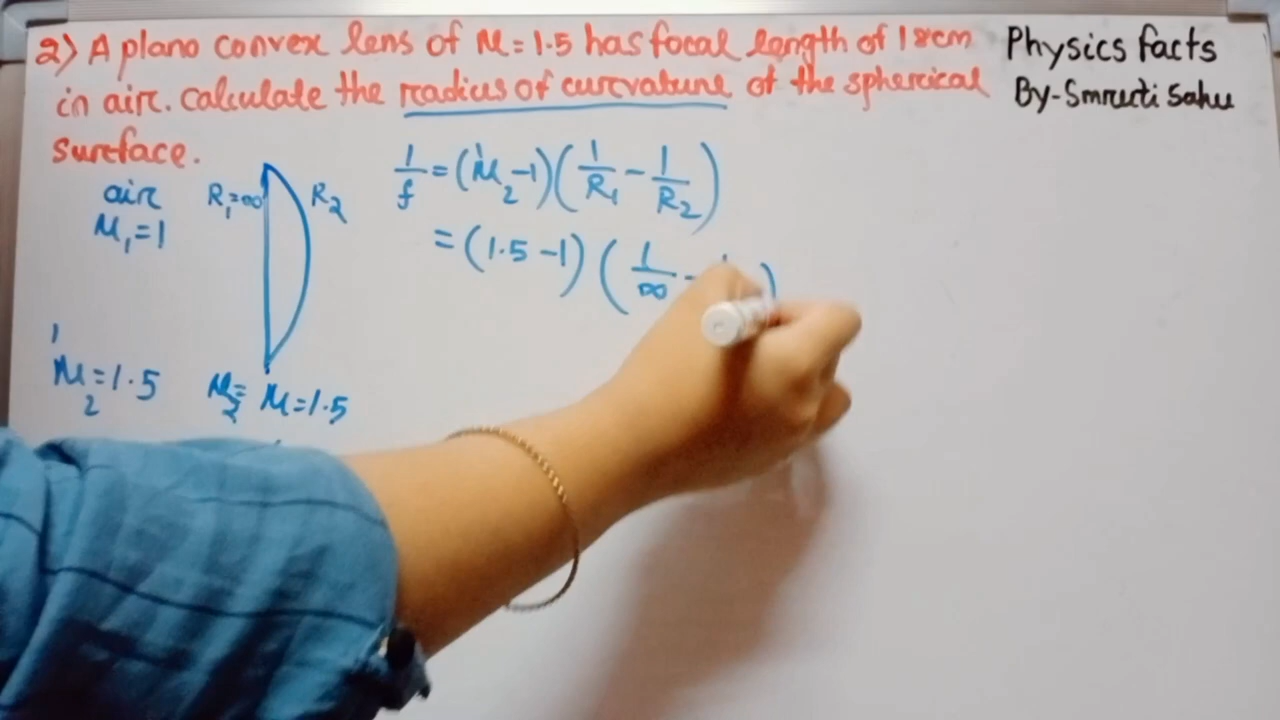 2) A plano convex lens of μ = 1.5 has focal length of 18cm
in air. Calculate the radius of curvature of the spherical
surface.
Physics facts
By-Smruti Sahu
air
μ₁=1
R₁=∞
R₂
1/f = (¹μ₂-1)(1/R₁ - 1/R₂)
= (1.5-1)(1/∞ -
¹μ₂=1.5
μ₂= μ=1.5